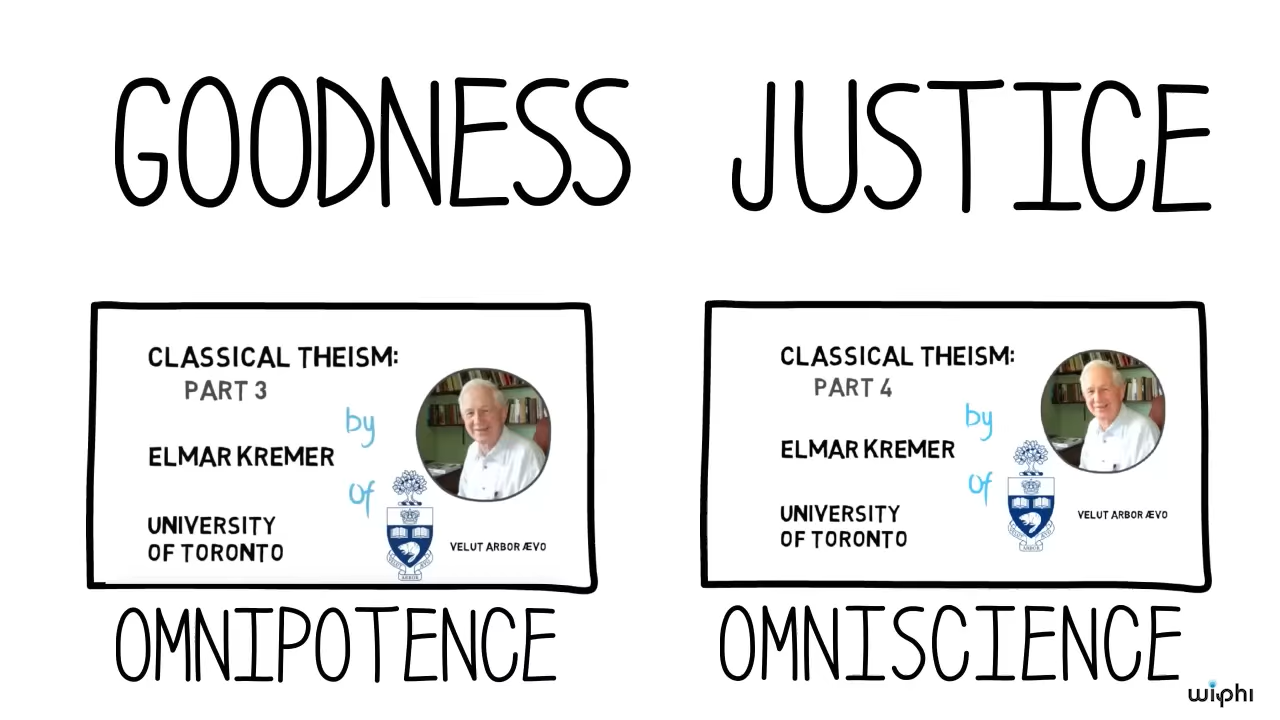 GOODNESS JUSTICE
CLASSICAL THEISM:
PART 3
by
ELMAR KREMER
of
UNIVERSITY
OF TORONTO
VELUT ARBOR ÆVO
OMNIPOTENCE
CLASSICAL THEISM:
PART 4
by
ELMAR KREMER
of
UNIVERSITY
OF TORONTO
VELUT ARBOR ÆVO
OMNISCIENCE
wiphi